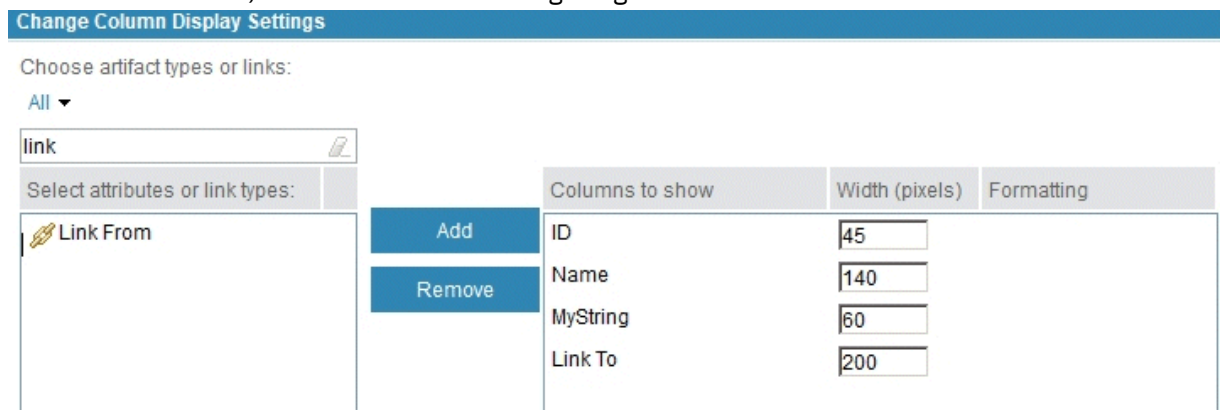 Change Column Display Settings
Choose artifact types or links:
All
link
Select attributes or link types:
Columns to show Width (pixels) Formatting
Link From
Add
Remove
ID 45
Name 140
MyString 60
Link To 200